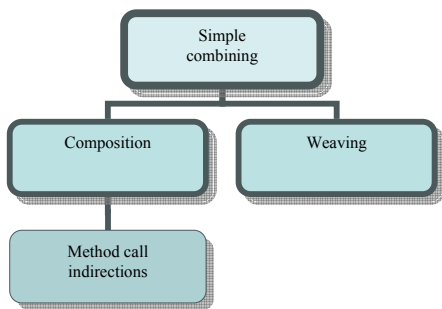 Simple
combining
Composition
Weaving
Method call
indirections